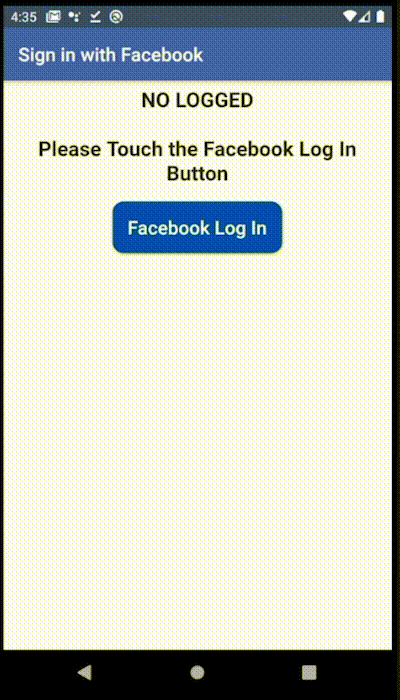 4:35
Sign in with Facebook
NO LOGGED
Please Touch the Facebook Log In
Button
Facebook Log In